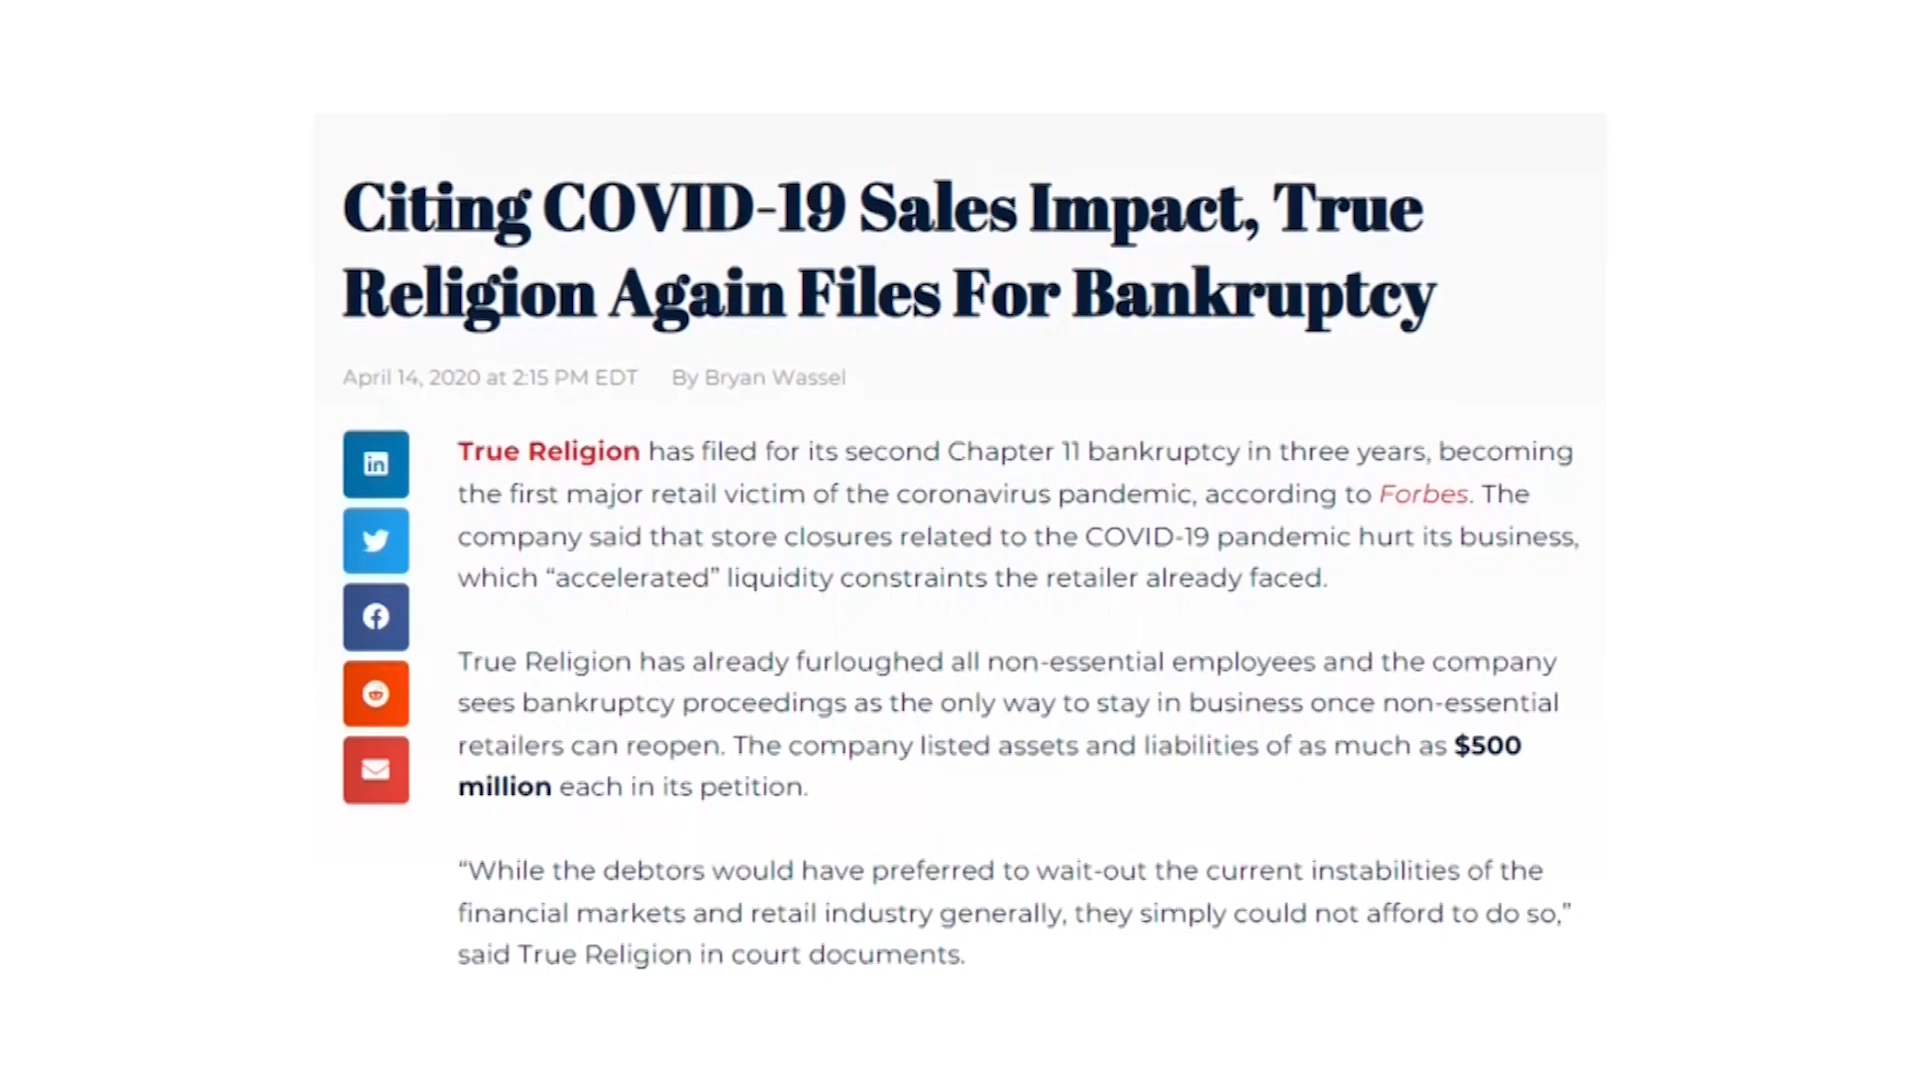 Citing COVID-19 Sales Impact, True
Religion Again Files For Bankruptcy
April 14, 2020 at 2:15 PM EDT By Bryan Wassel
True Religion has filed for its second Chapter 11 bankruptcy in three years, becoming
the first major retail victim of the coronavirus pandemic, according to Forbes. The
company said that store closures related to the COVID-19 pandemic hurt its business,
which “accelerated” liquidity constraints the retailer already faced.
True Religion has already furloughed all non-essential employees and the company
sees bankruptcy proceedings as the only way to stay in business once non-essential
retailers can reopen. The company listed assets and liabilities of as much as $500
million each in its petition.
“While the debtors would have preferred to wait-out the current instabilities of the
financial markets and retail industry generally, they simply could not afford to do so,”
said True Religion in court documents.